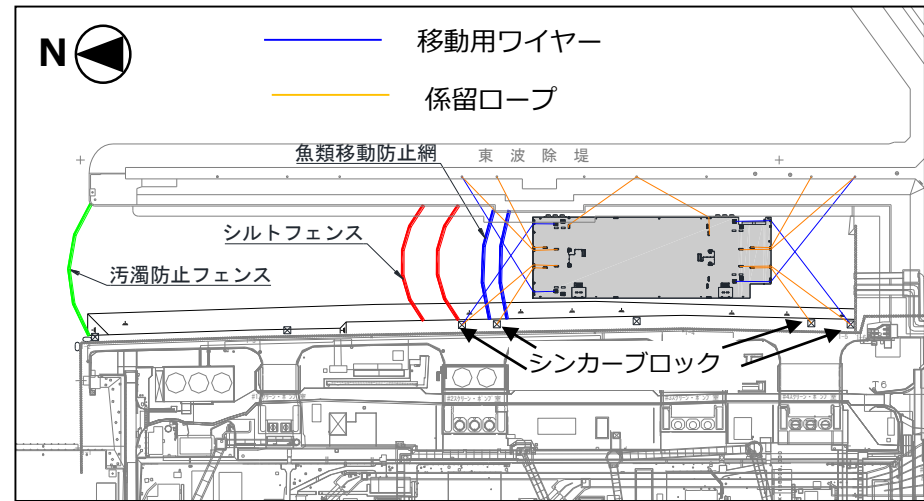 N
移動用ワイヤー
係留ロープ
魚類移動防止網
東波除堤
シルトフェンス
汚濁防止フェンス
シンカーブロック
T6